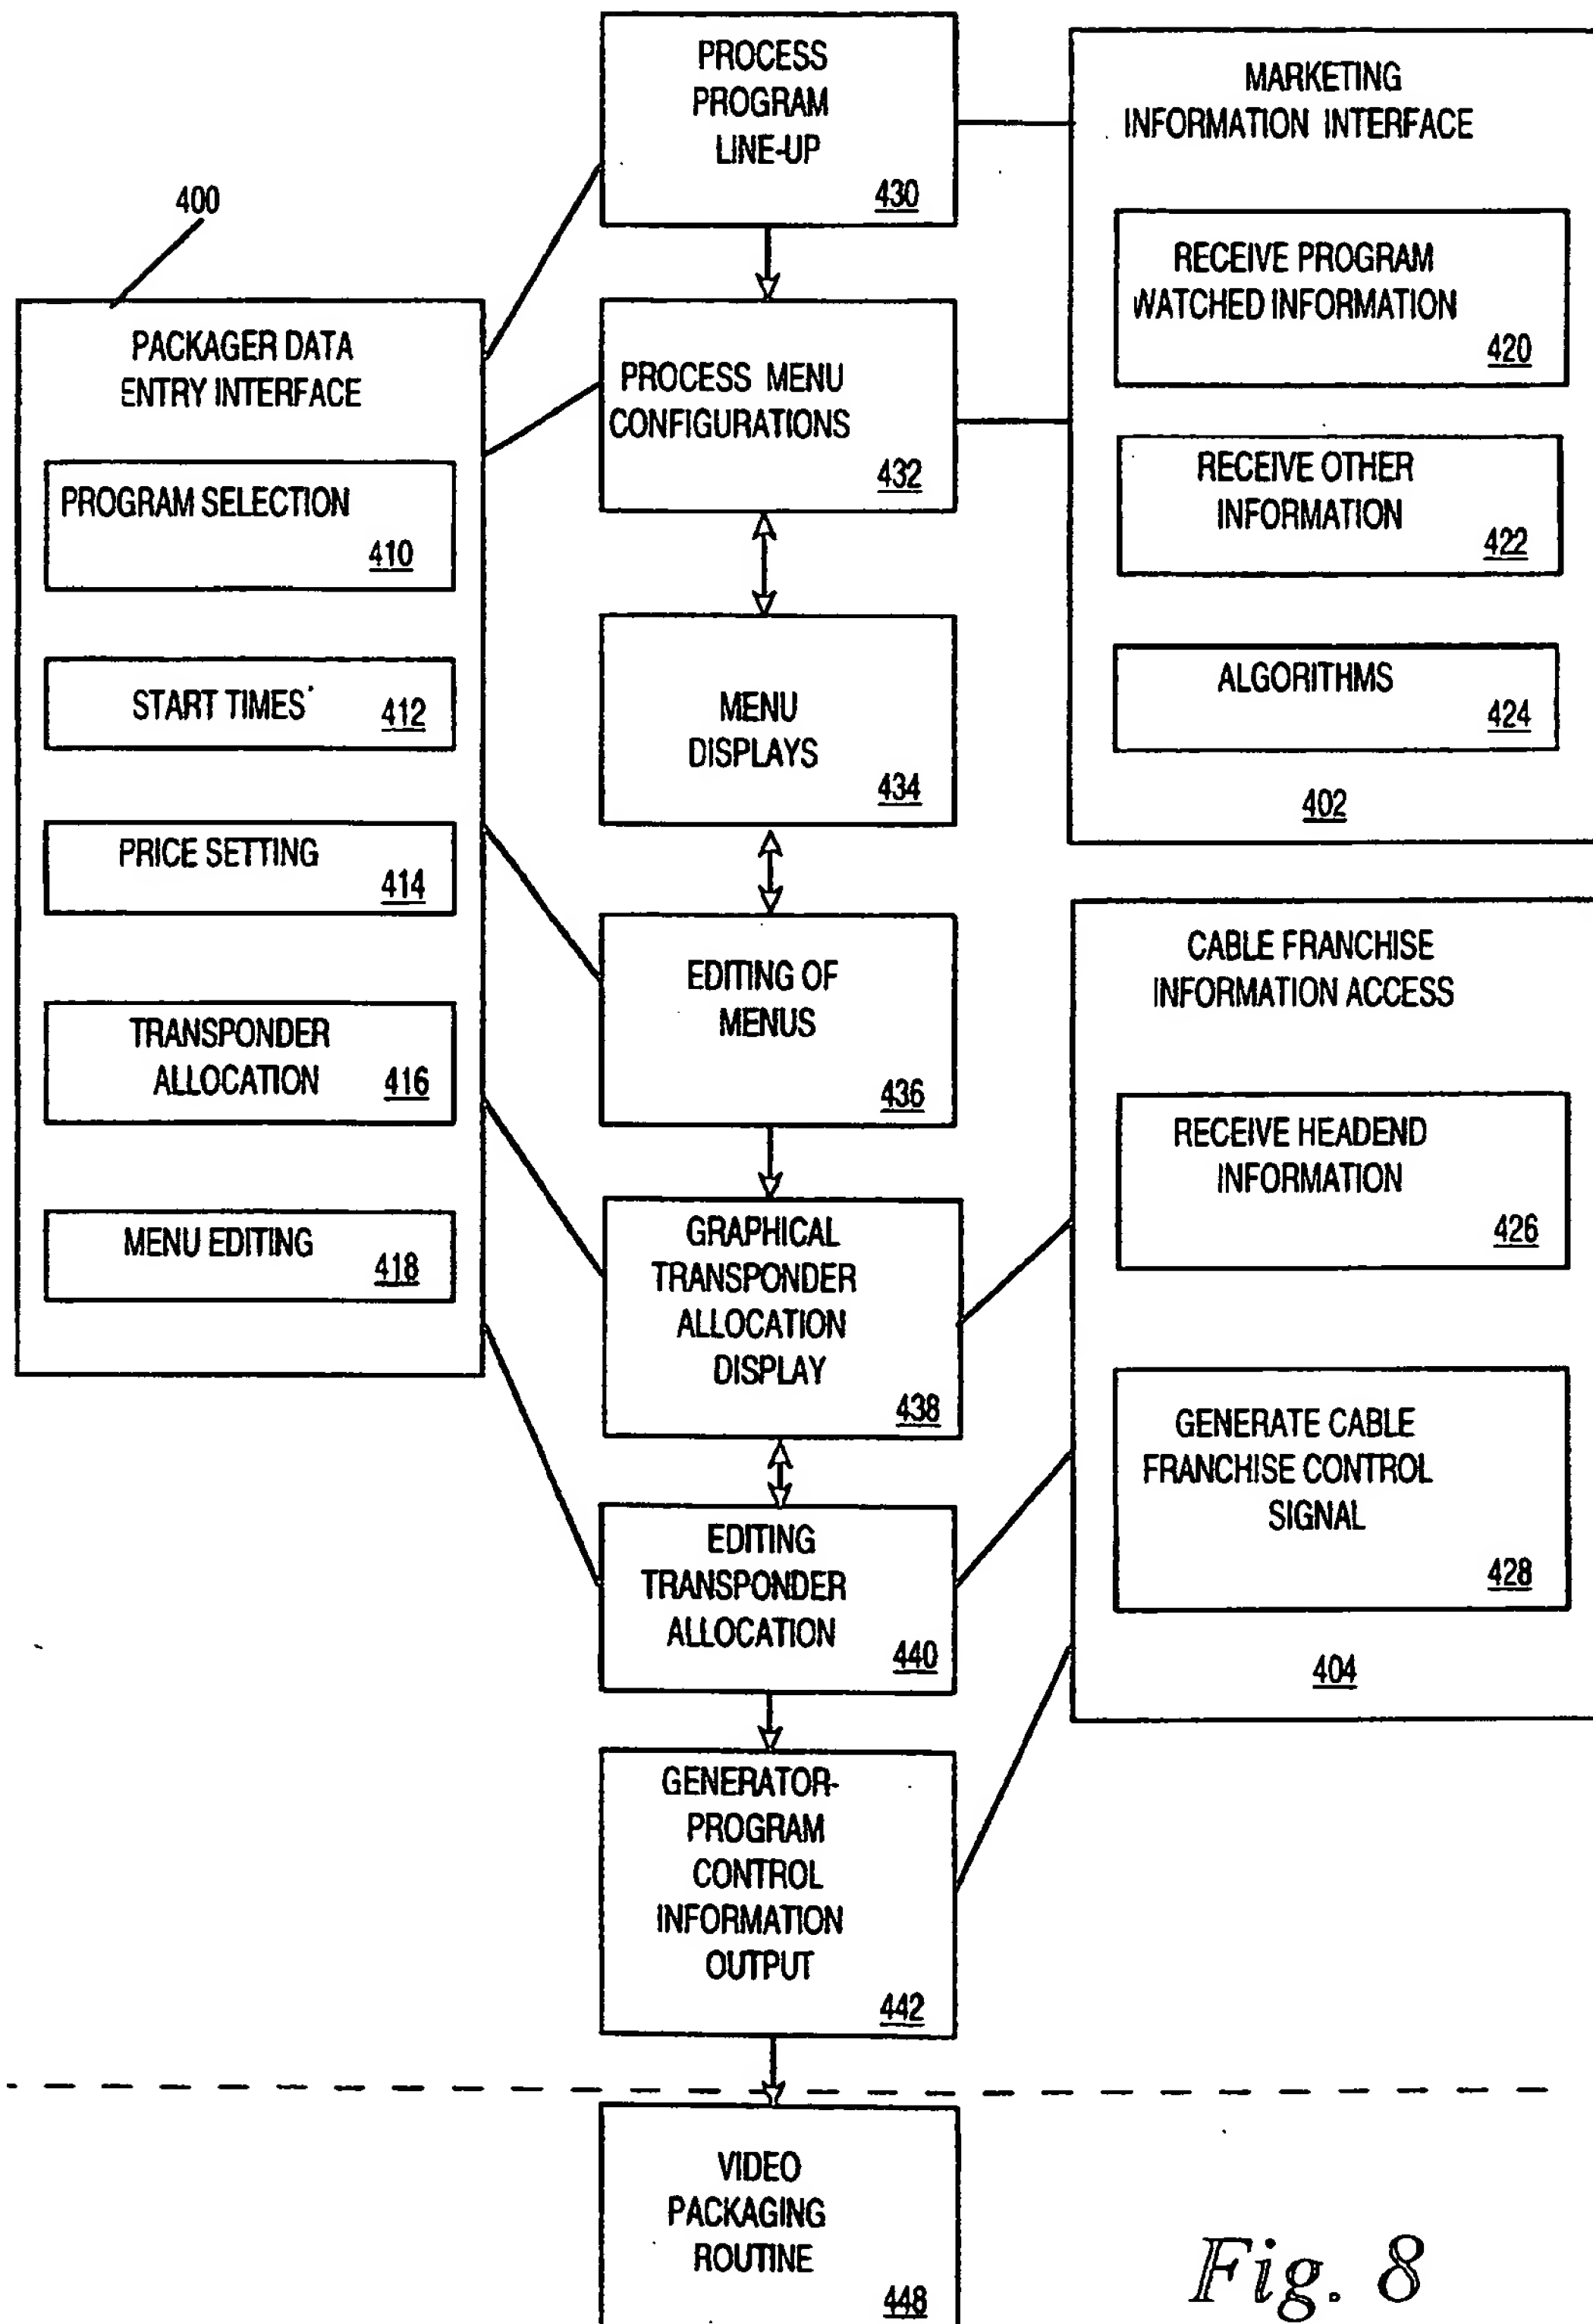 400
PACKAGER DATA
ENTRY INTERFACE
PROGRAM SELECTION
410
START TIMES
412
PRICE SETTING
414
TRANSPONDER
ALLOCATION
416
MENU EDITING
418
PROCESS
PROGRAM
LINE-UP
430
PROCESS MENU
CONFIGURATIONS
432
MENU
DISPLAYS
434
EDITING OF
MENUS
436
GRAPHICAL
TRANSPONDER
ALLOCATION
DISPLAY
438
EDITING
TRANSPONDER
ALLOCATION
440
GENERATOR-
PROGRAM
CONTROL
INFORMATION
OUTPUT
442
VIDEO
PACKAGING
ROUTINE
448
MARKETING
INFORMATION INTERFACE
RECEIVE PROGRAM
WATCHED INFORMATION
420
RECEIVE OTHER
INFORMATION
422
ALGORITHMS
424
402
CABLE FRANCHISE
INFORMATION ACCESS
RECEIVE HEADEND
INFORMATION
426
GENERATE CABLE
FRANCHISE CONTROL
SIGNAL
428
404
Fig. 8